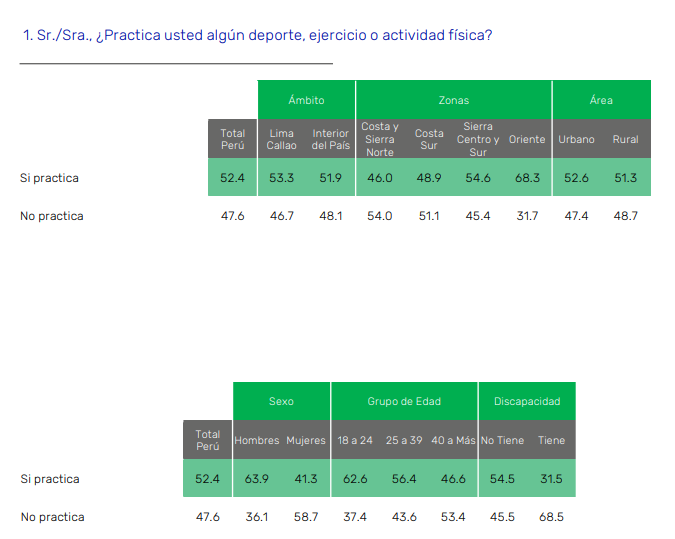 1. Sr./Sra., ¿Practica usted algún deporte, ejercicio o actividad física?
Ámbito Zonas Área
Total Perú Lima Callao Interior del País Costa y Sierra Norte Costa Sur Sierra Centro y Sur Oriente Urbano Rural
Si practica 52.4 53.3 51.9 46.0 48.9 54.6 68.3 52.6 51.3
No practica 47.6 46.7 48.1 54.0 51.1 45.4 31.7 47.4 48.7
Sexo Grupo de Edad Discapacidad
Total Perú Hombres Mujeres 18 a 24 25 a 39 40 a Más No Tiene Tiene
Si practica 52.4 63.9 41.3 62.6 56.4 46.6 54.5 31.5
No practica 47.6 36.1 58.7 37.4 43.6 53.4 45.5 68.5